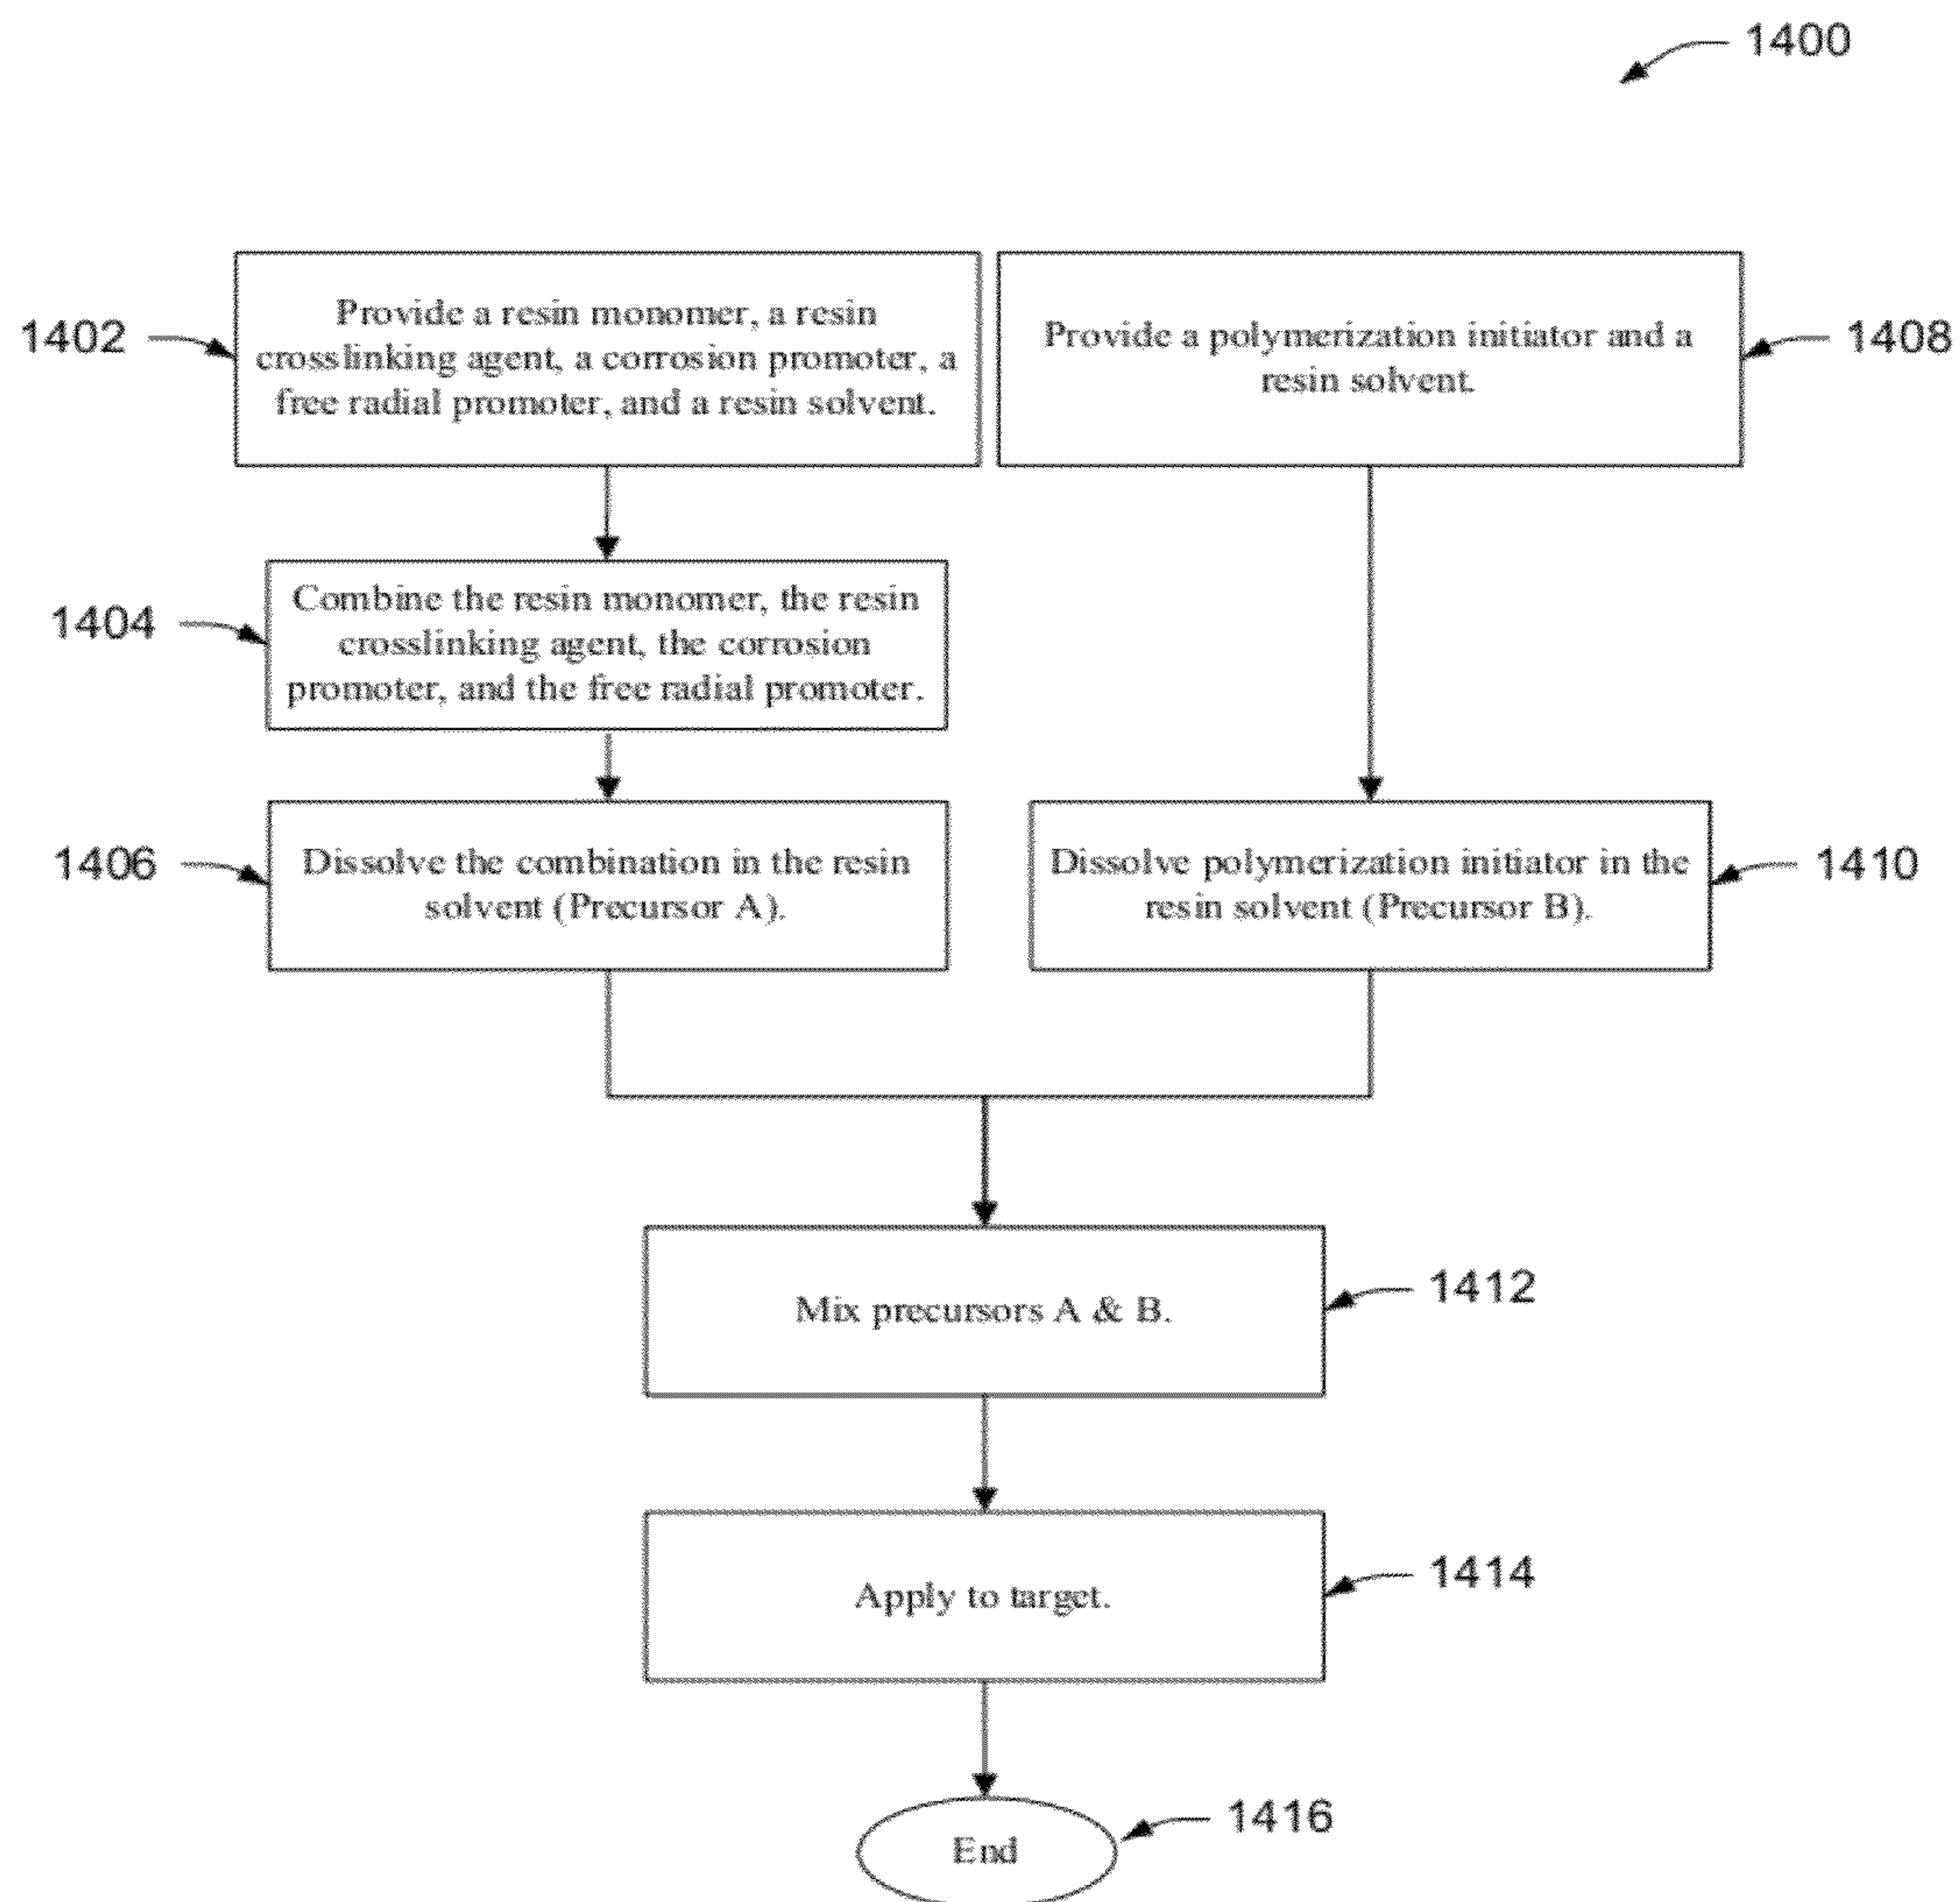 1400
1402
Provide a resin monomer, a resin
crosslinking agent, a corrosion promoter, a
free radial promoter, and a resin solvent.
Provide a polymerization initiator and a
resin solvent.
1408
1404
Combine the resin monomer, the resin
crosslinking agent, the corrosion
promoter, and the free radial promoter.
1406
Dissolve the combination in the resin
solvent (Precursor A).
Dissolve polymerization initiator in the
resin solvent (Precursor B).
1410
Mix precursors A & B.
1412
Apply to target.
1414
End
1416